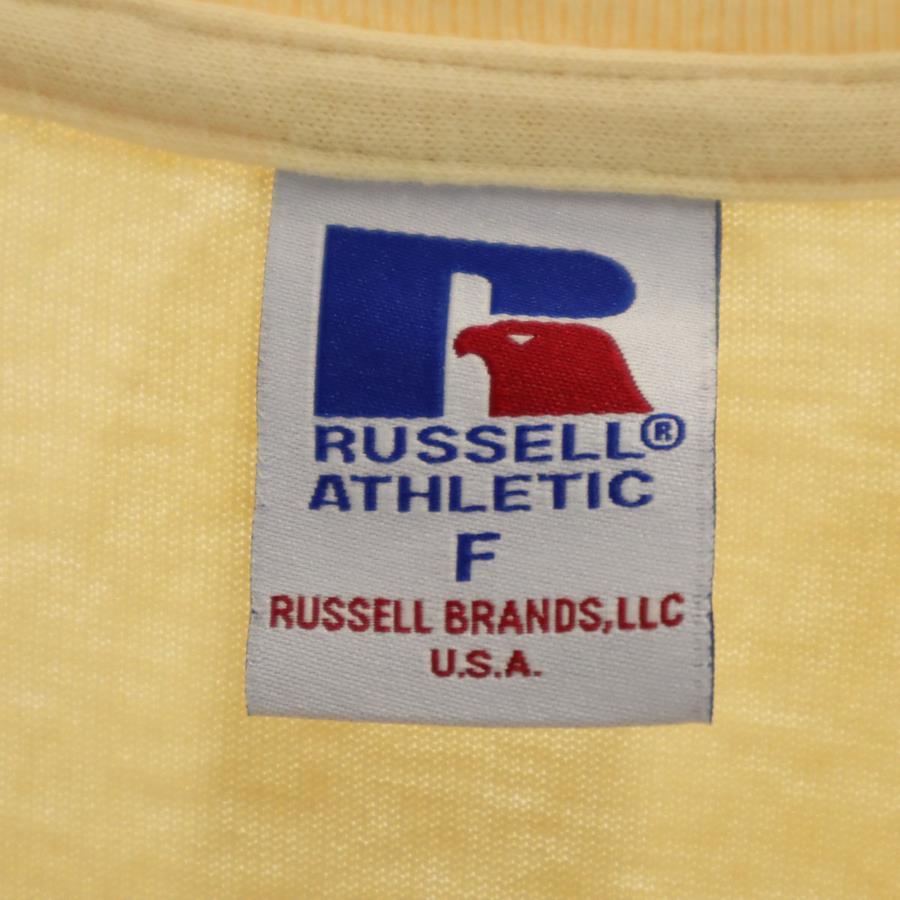 RUSSELL®
ATHLETIC
F
RUSSELL BRANDS,LLC
U.S.A.